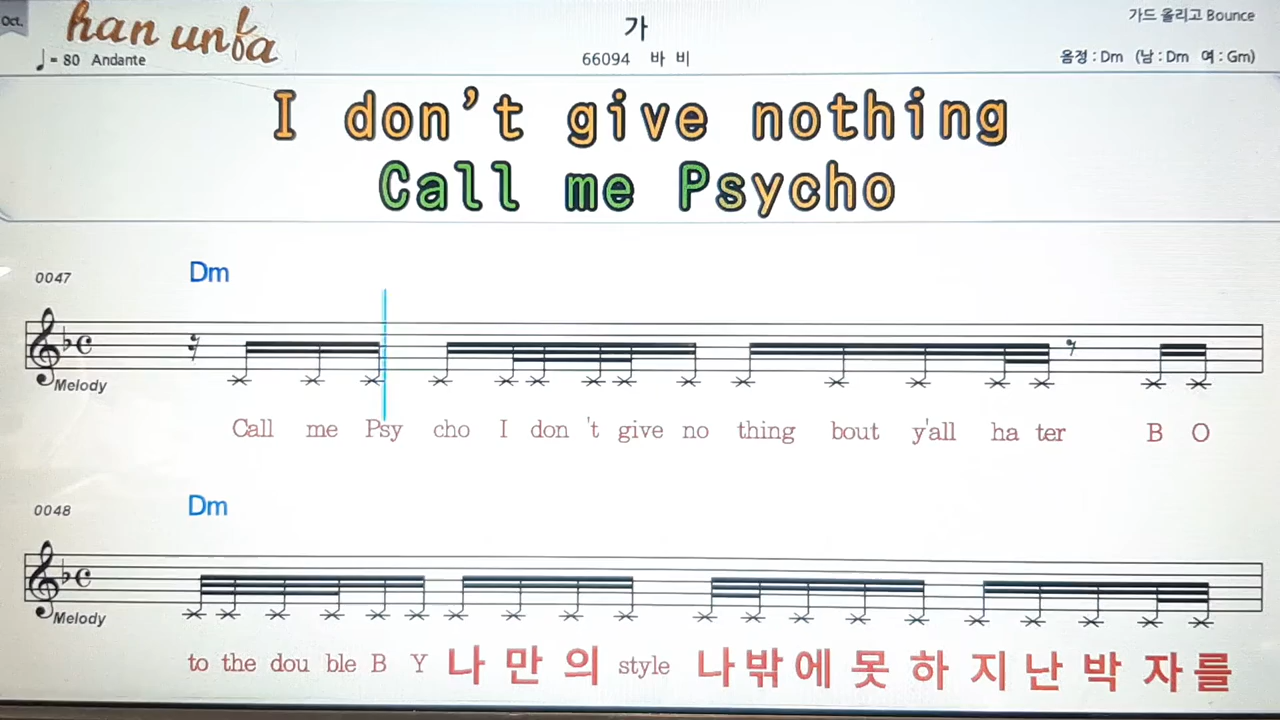 Oct.
han unfa
가
가드 올리고 Bounce
♩= 80 Andante
66094 바 비
음정 : Dm (남 : Dm 여 : Gm)
I don't give nothing
Call me Psycho
0047
Dm
Melody
Call me Psy cho I don 't give no thing bout y'all ha ter B O
0048
Dm
Melody
to the dou ble B Y 나 만 의 style 나 밖 에 못 하 지 난 박 자 를